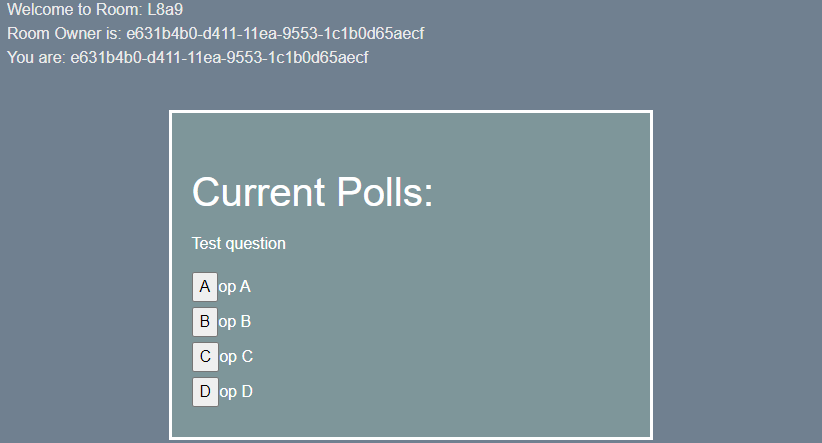 Welcome to Room: L8a9
Room Owner is: e631b4b0-d411-11ea-9553-1c1b0d65aecf
You are: e631b4b0-d411-11ea-9553-1c1b0d65aecf
Current Polls:
Test question
A op A
B op B
C op C
D op D